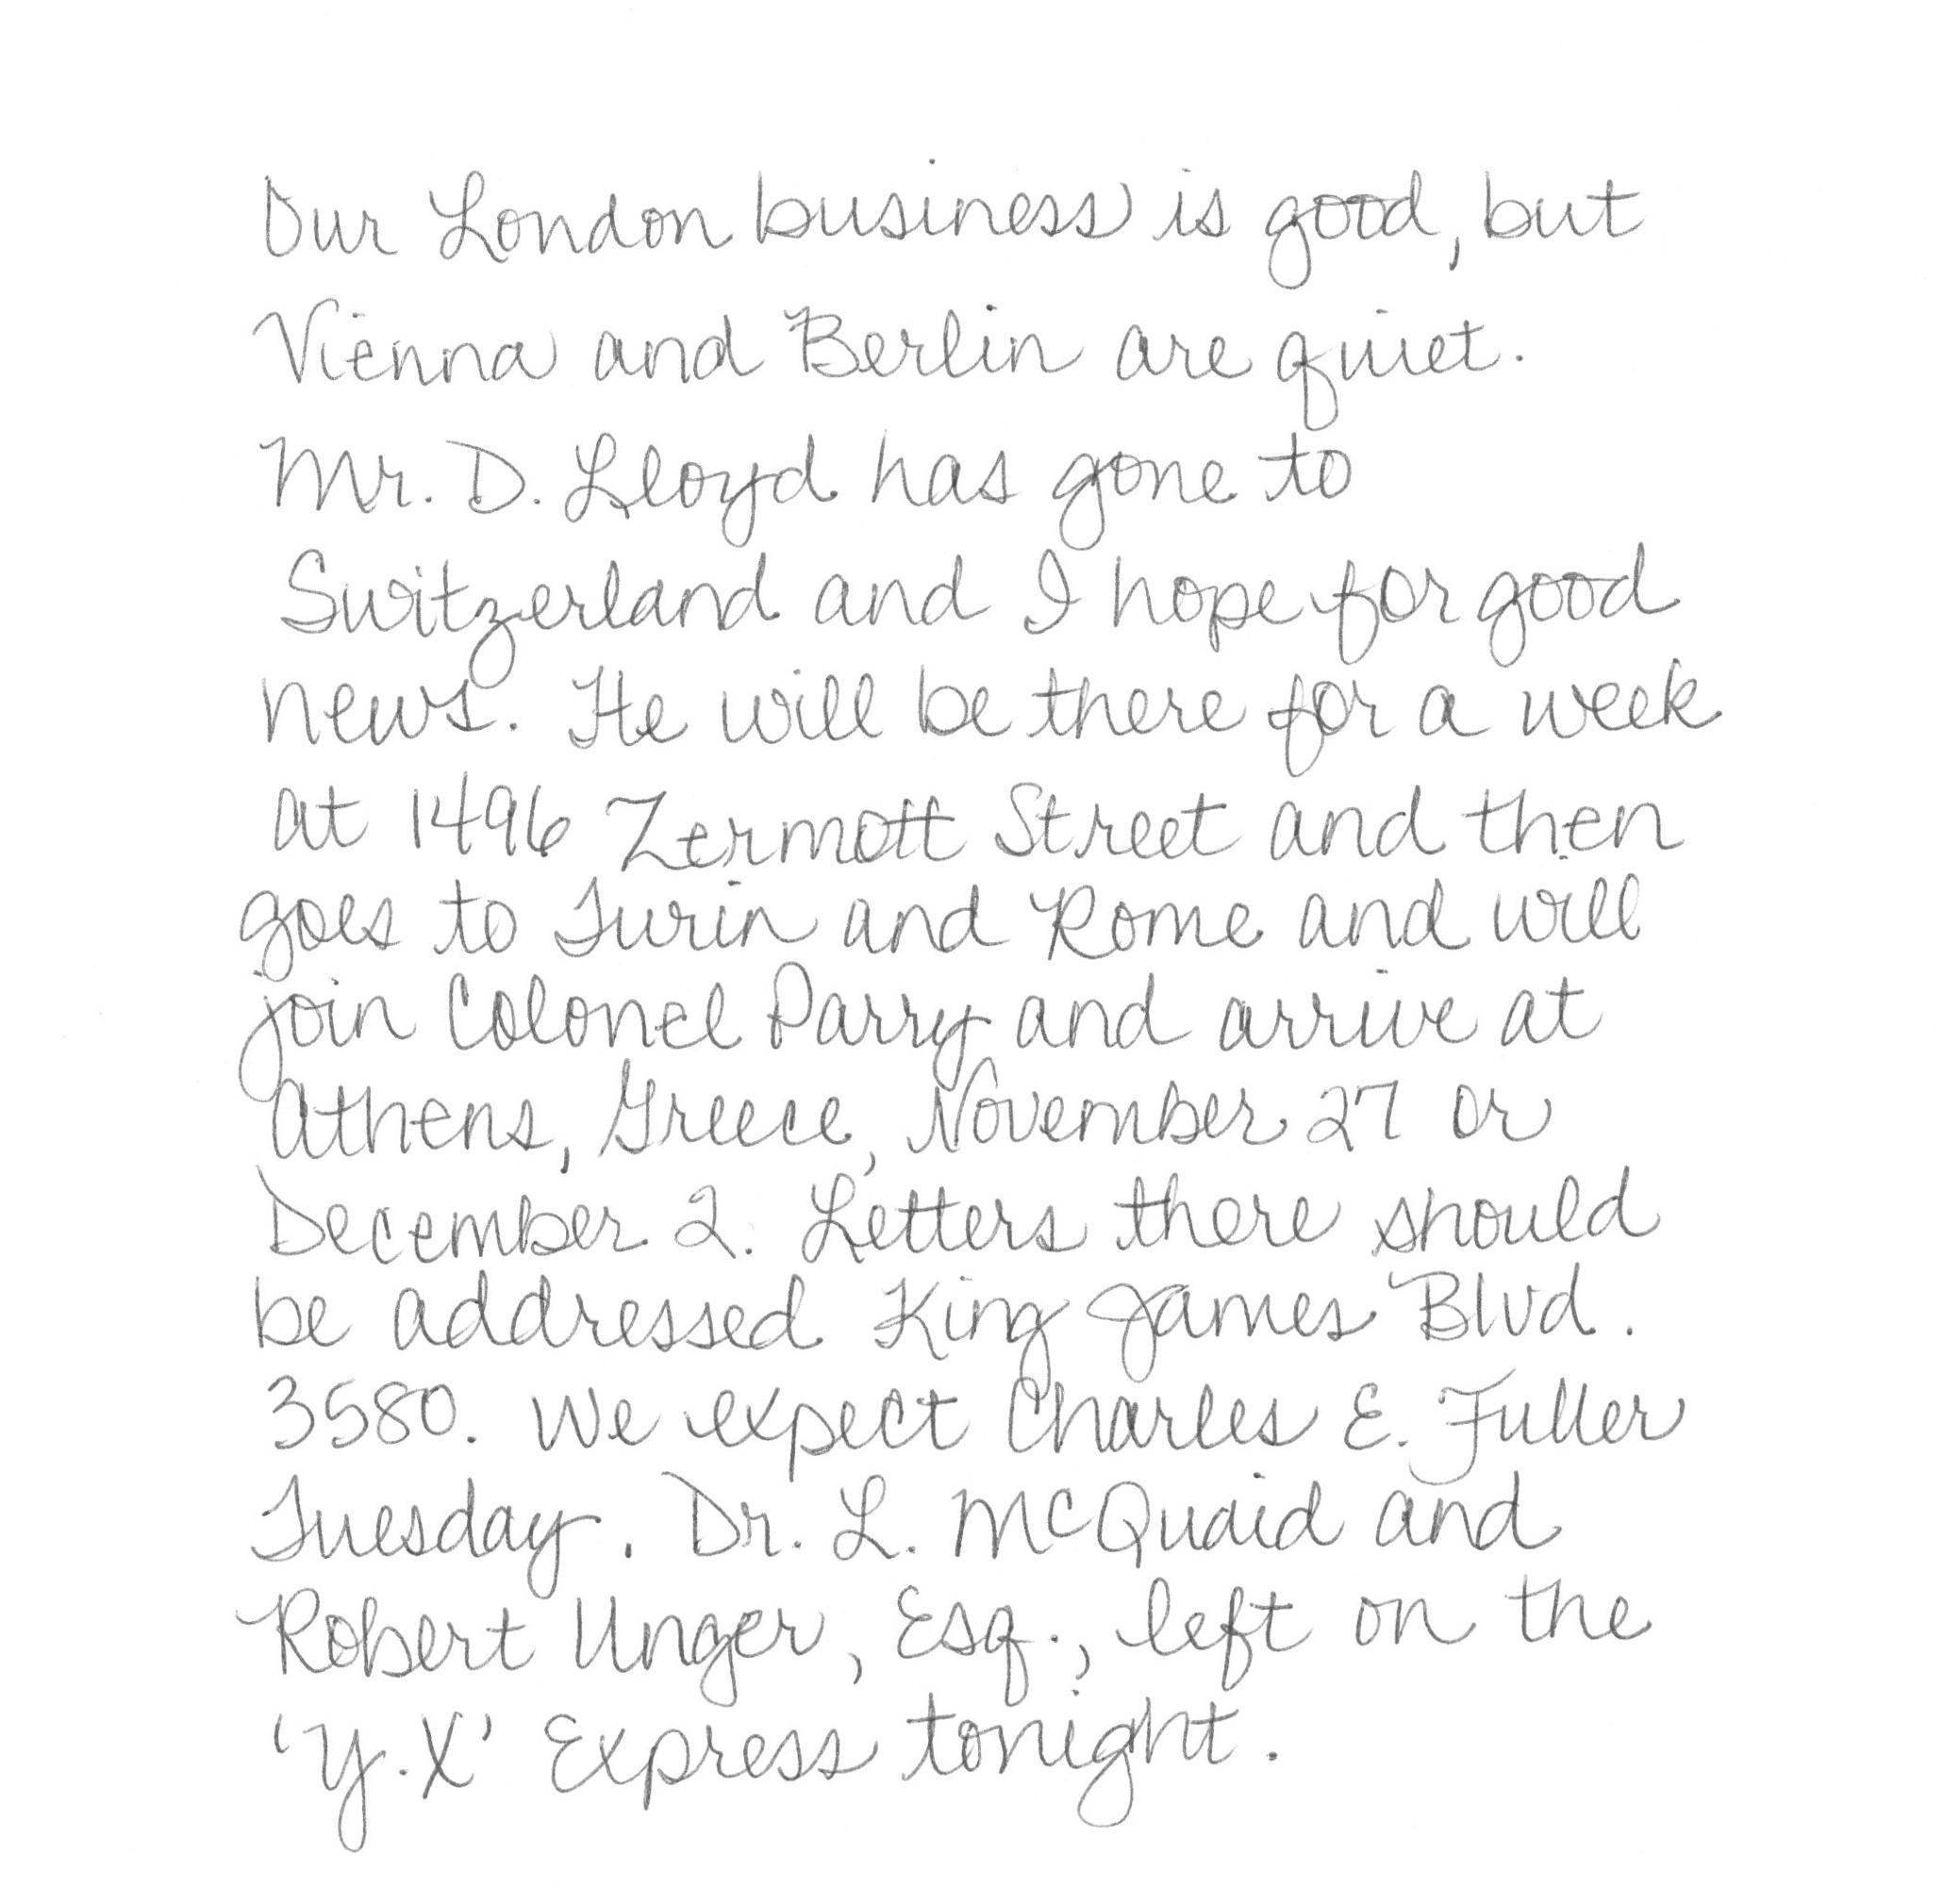 Our London business is good, but
Vienna and Berlin are quiet.
Mr. D. Lloyd has gone to
Switzerland and I hope for good
news. He will be there for a week
at 1496 Zermott Street and then
goes to Turin and Rome and will
join Colonel Parry and arrive at
Athens, Greece, November 27 or
December 2. Letters there should
be addressed King James Blvd.
3580. We expect Charles E. Fuller
Tuesday. Dr. L. McQuaid and
Robert Unger, Esq., left on the
'Y.X' Express tonight.